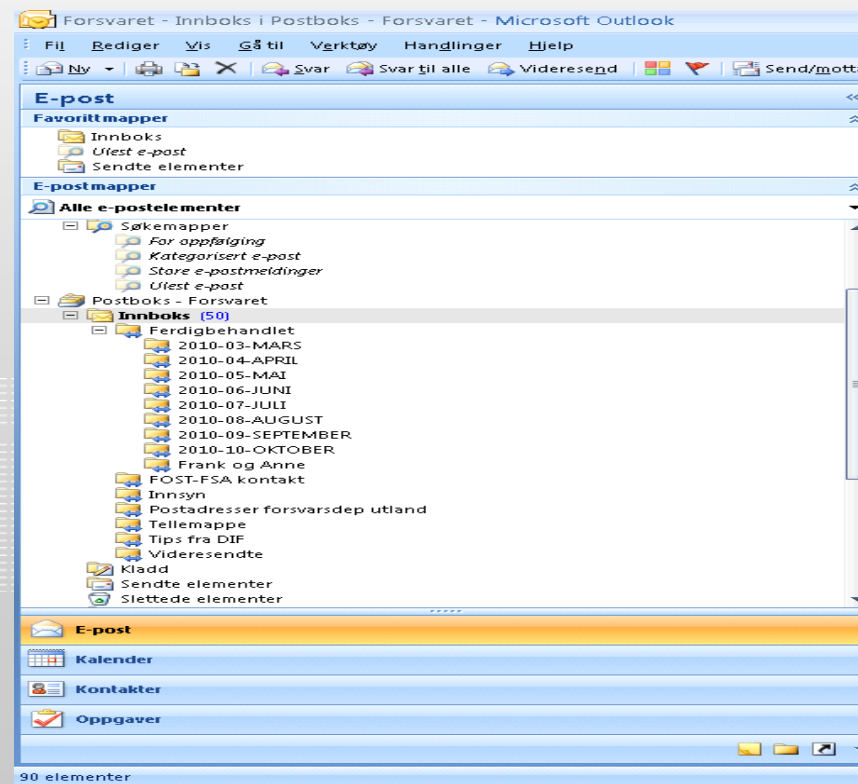 Forsvaret - Innboks i Postboks - Forsvaret - Microsoft Outlook
Fil Rediger Vis Gå til Verktøy Handlinger Hjelp
Ny Svar Svar til alle Videresend Send/motta
E-post
Favorittmapper
Innboks
Ulest e-post
Sendte elementer
E-postmapper
Alle e-postelementer
Søkemapper
For oppfølging
Kategorisert e-post
Store e-postmeldinger
Ulest e-post
Postboks - Forsvaret
Innboks (50)
Ferdigbehandlet
2010-03-MARS
2010-04-APRIL
2010-05-MAI
2010-06-JUNI
2010-07-JULI
2010-08-AUGUST
2010-09-SEPTEMBER
2010-10-OKTOBER
Frank og Anne
FOST-FSA kontakt
Innsyn
Postadresser forsvarsdep utland
Tellemappe
Tips fra DIF
Videresendte
Kladd
Sendte elementer
Slettede elementer
E-post
Kalender
Kontakter
Oppgaver
90 elementer